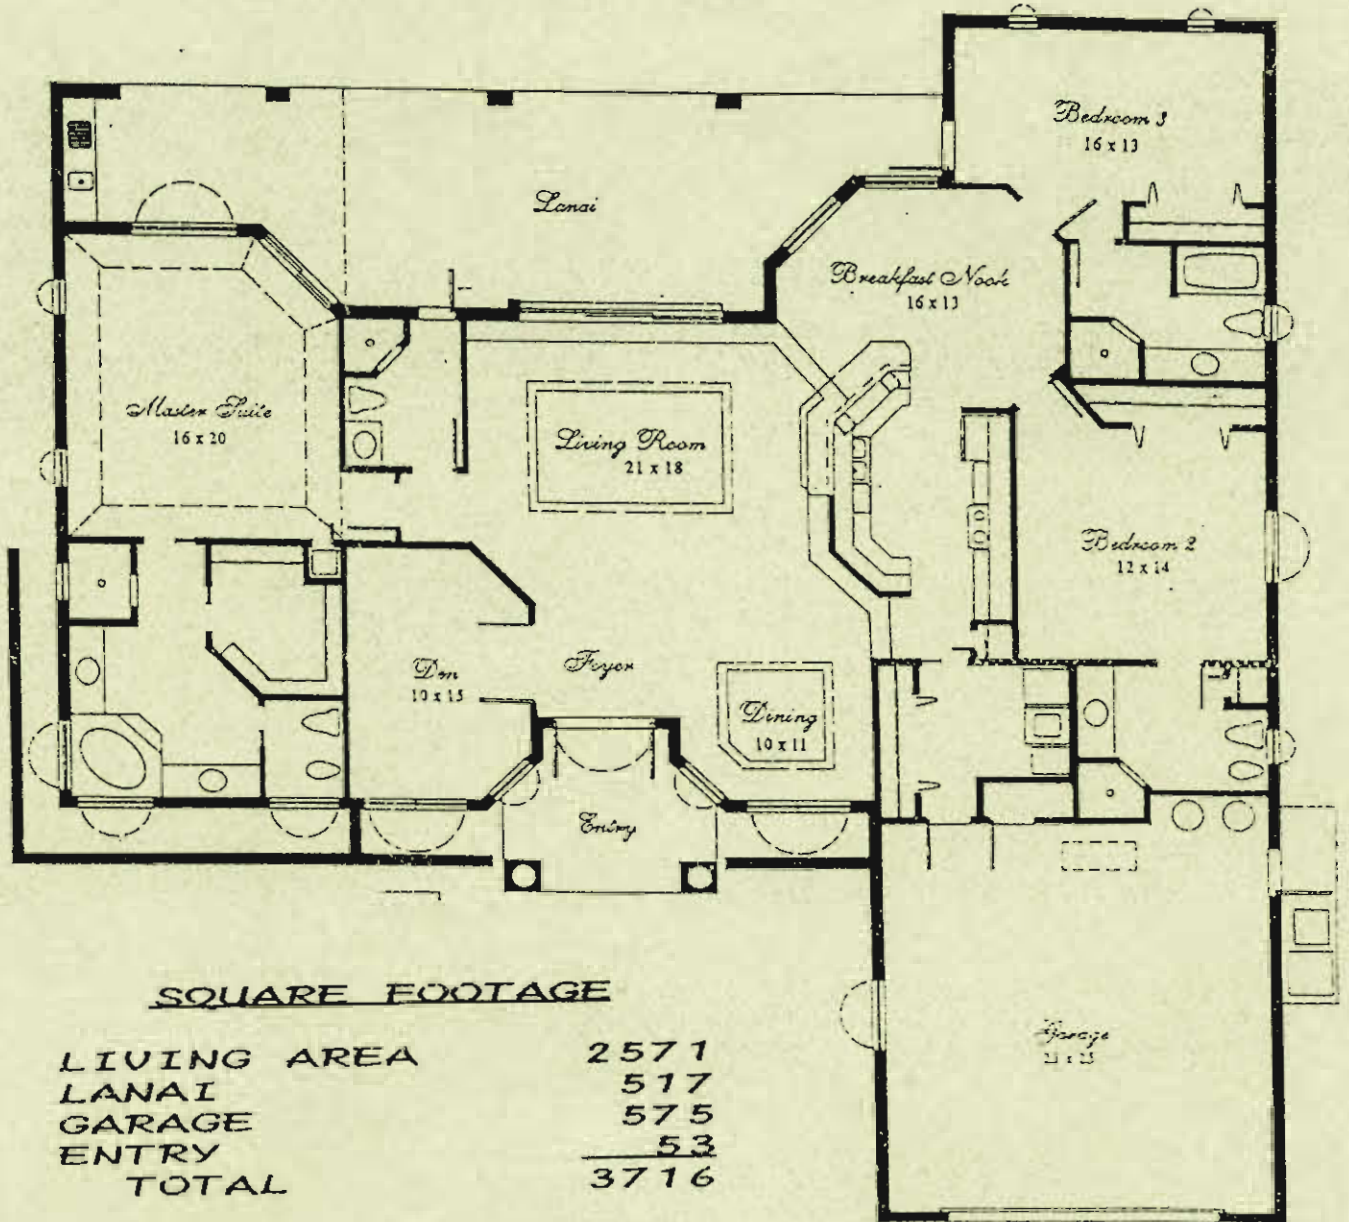 Bedroom 3
16 x 13
Lanai
Breakfast Nook
16 x 13
Master Suite
16 x 20
Living Room
21 x 18
Bedroom 2
12 x 14
Den
10 x 15
Foyer
Dining
10 x 11
Entry
Garage
SQUARE FOOTAGE
LIVING AREA 2571
LANAI 517
GARAGE 575
ENTRY 53
TOTAL 3716